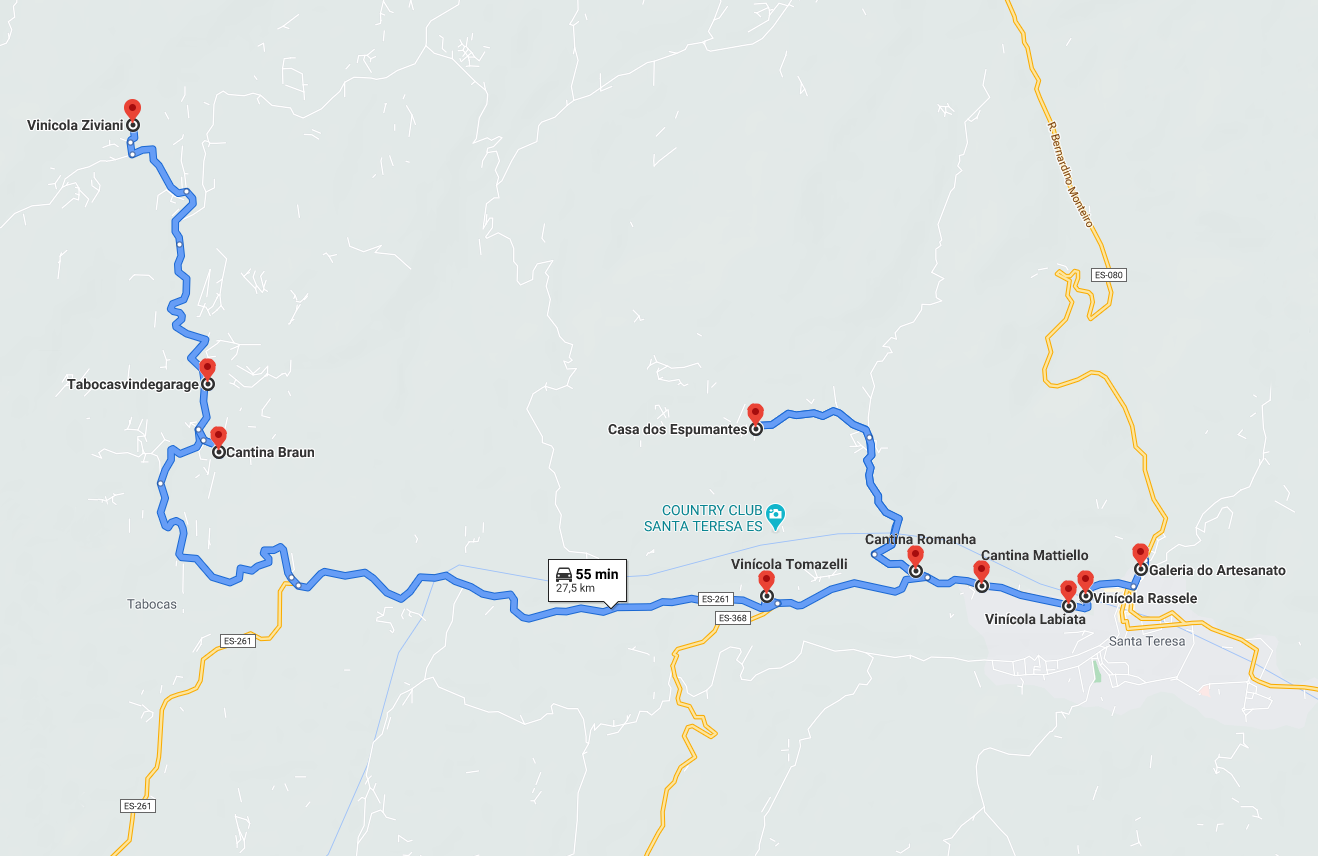 Vinicola Ziviani
R. Bernardino Monteiro
ES-080
Tabocasvindegarage
Casa dos Espumantes
Cantina Braun
COUNTRY CLUB
SANTA TERESA ES
Cantina Romanha
Cantina Mattiello
Vinícola Tomazelli
Galeria do Artesanato
55 min
27,5 km
ES-261
Vinícola Rassele
Tabocas
ES-368
Vinícola Labiata
ES-261
Santa Teresa
ES-261